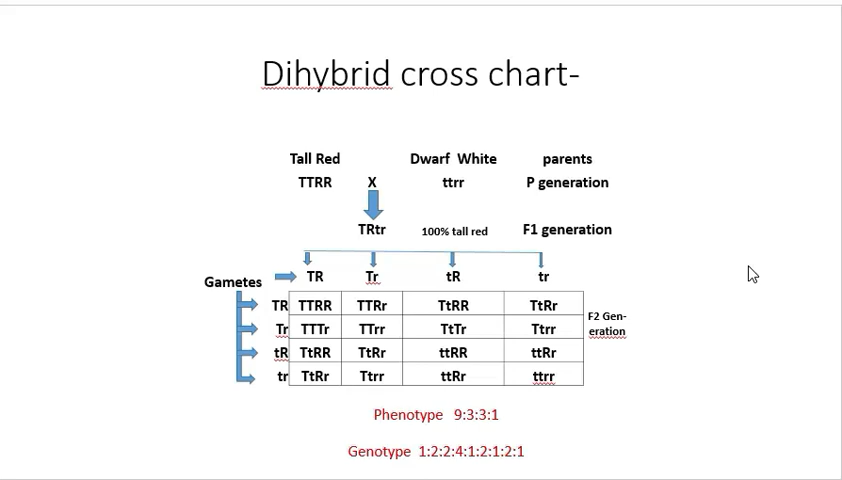 Dihybrid cross chart-
Tall Red Dwarf White parents
TTRR X ttrr P generation
TRtr 100% tall red F1 generation
Gametes TR Tr tR tr
TR TTRR TTRr TtRR TtRr
Tr TTTr TTrr TtTr Ttrr
tR TtRR TtRr ttRR ttRr
tr TtRr Ttrr ttRr ttrr
F2 Gen-
eration
Phenotype 9:3:3:1
Genotype 1:2:2:4:1:2:1:2:1